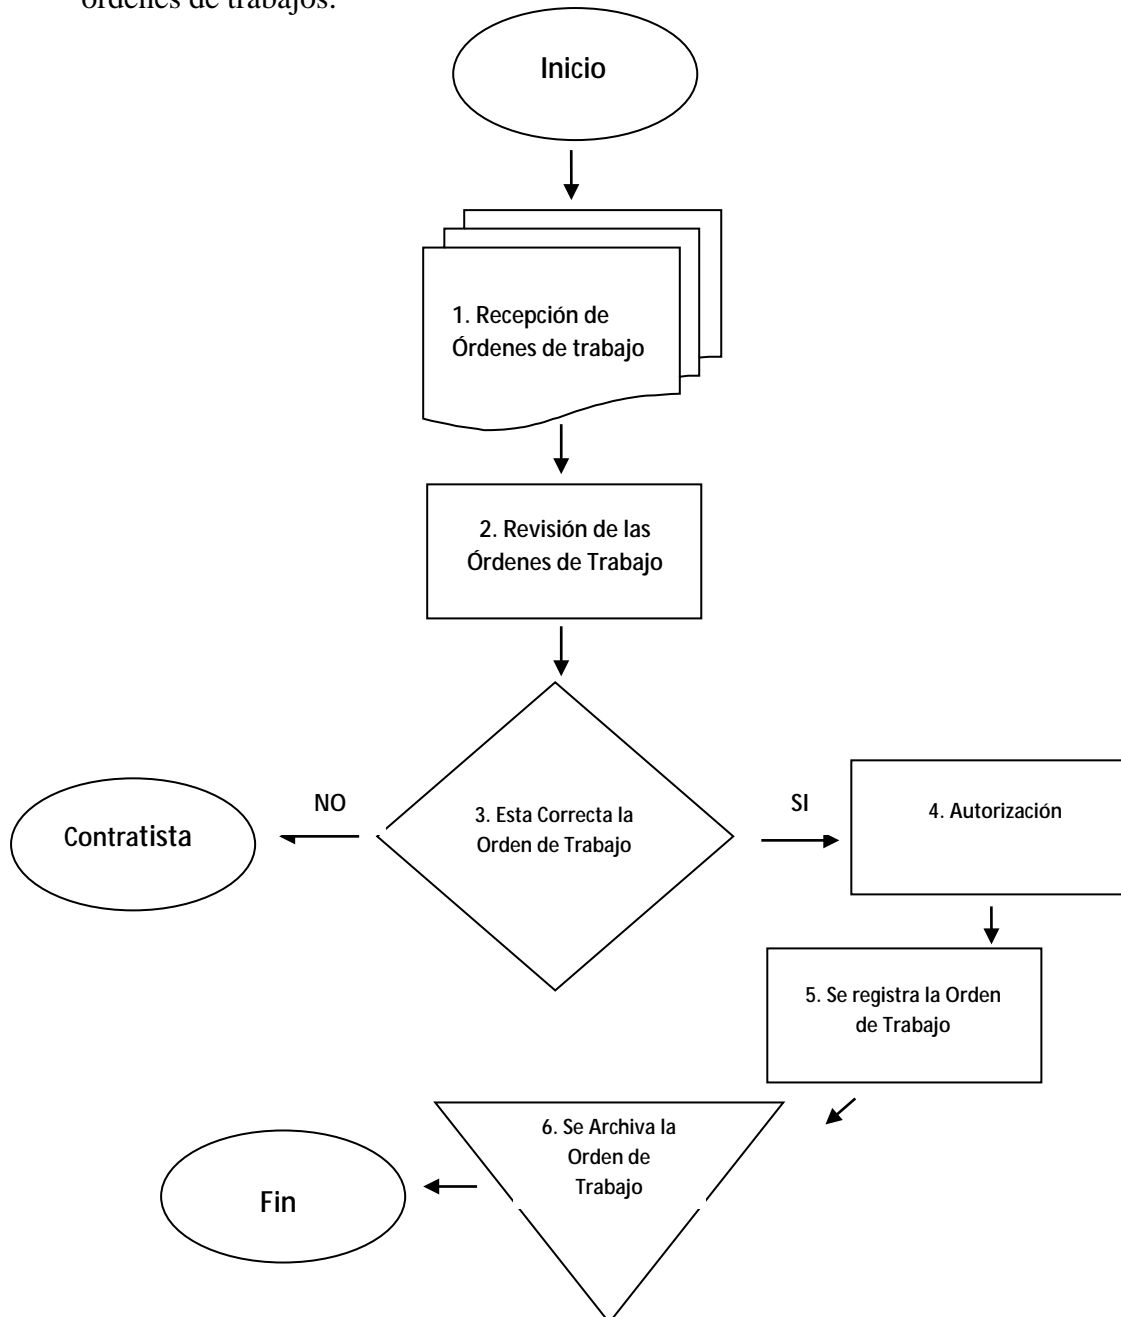 órdenes de trabajos.
Inicio
1. Recepción de
Órdenes de trabajo
2. Revisión de las
Órdenes de Trabajo
3. Esta Correcta la
Orden de Trabajo
NO
Contratista
SI
4. Autorización
5. Se registra la Orden
de Trabajo
6. Se Archiva la
Orden de
Trabajo
Fin